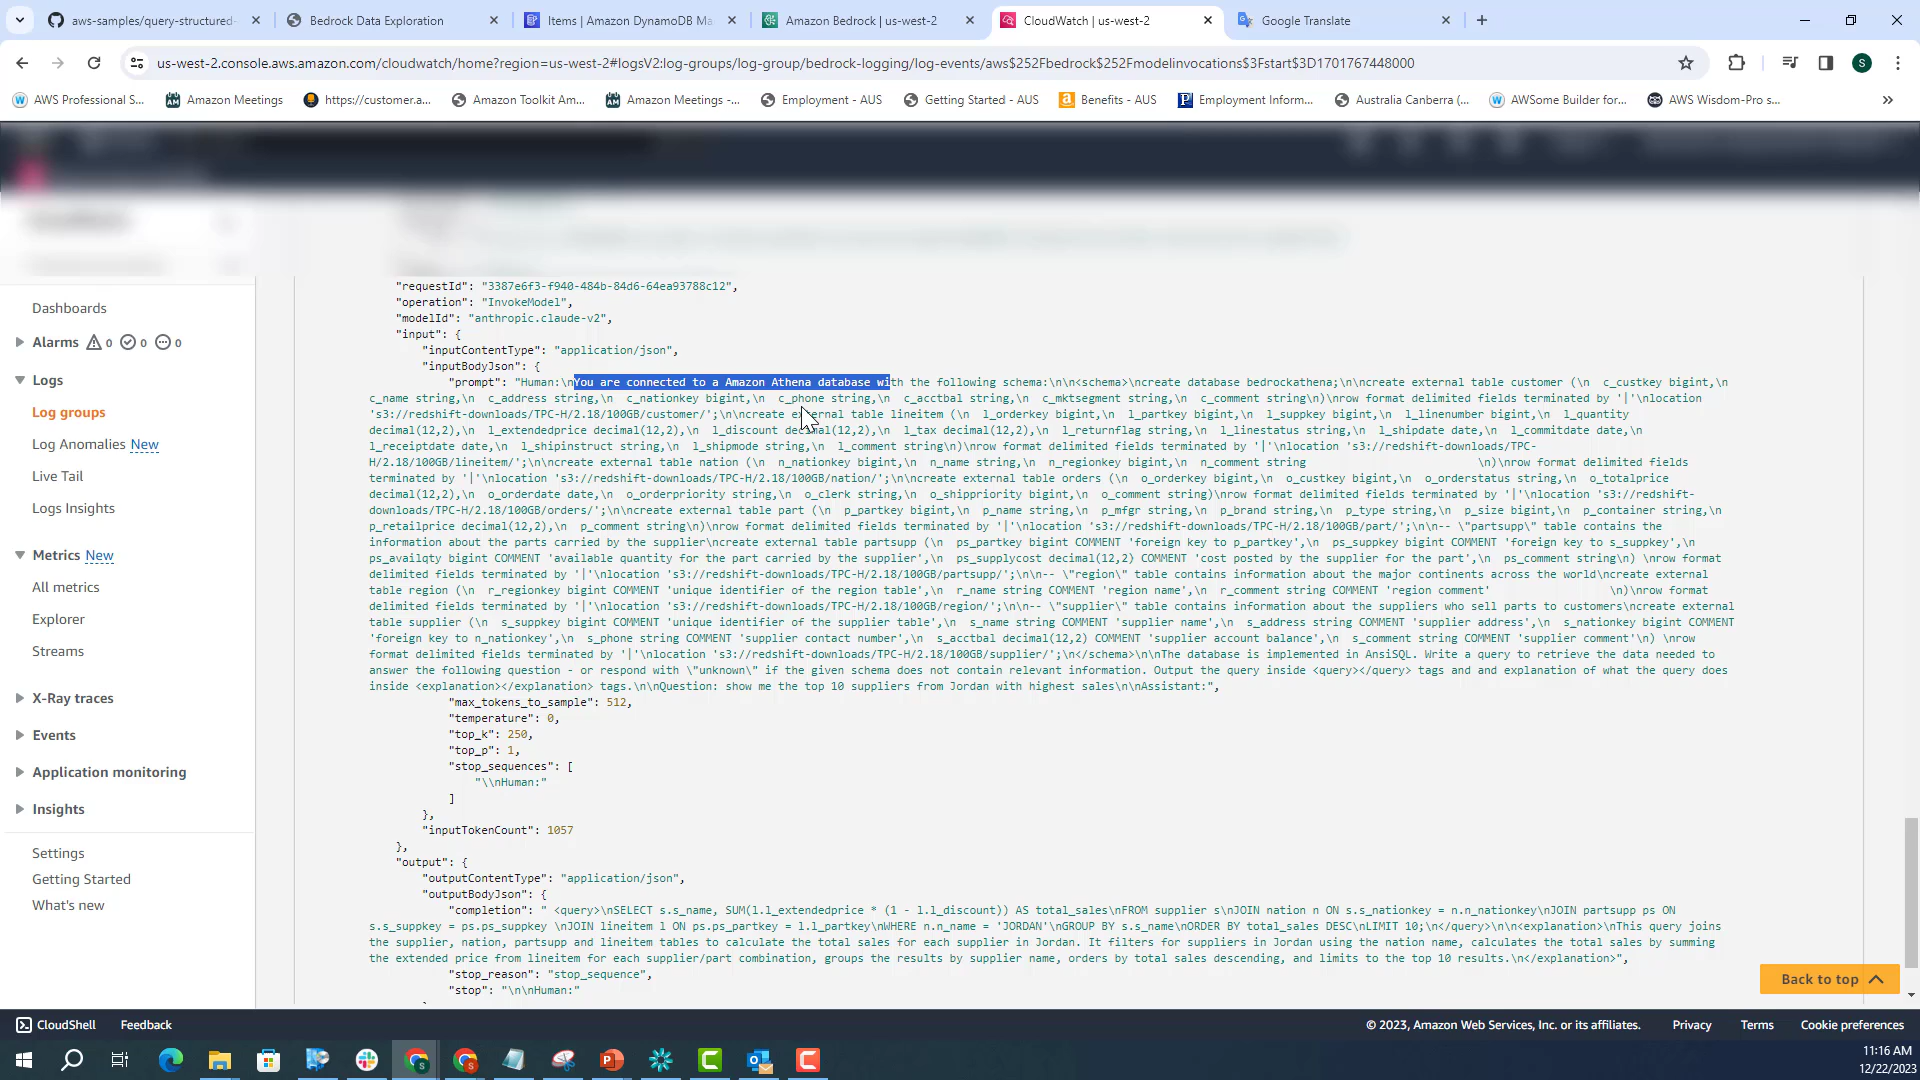 aws-samples/query-structured-
Bedrock Data Exploration
Items | Amazon DynamoDB Ma
Amazon Bedrock | us-west-2
CloudWatch | us-west-2
Google Translate
us-west-2.console.aws.amazon.com/cloudwatch/home?region=us-west-2#logsV2:log-groups/log-group/bedrock-logging/log-events/aws$252Fbedrock$252Fmodelinvocations$3Fstart$3D1701767448000
S
AWS Professional S...
Amazon Meetings
https://customer.a...
Amazon Toolkit Am...
Amazon Meetings -...
Employment - AUS
Getting Started - AUS
Benefits - AUS
Employment Inform...
Australia Canberra (...
AWSome Builder for...
AWS Wisdom-Pro s...
Dashboards
Alarms 0 0 0
Logs
Log groups
Log Anomalies New
Live Tail
Logs Insights
Metrics New
All metrics
Explorer
Streams
X-Ray traces
Events
Application monitoring
Insights
Settings
Getting Started
What's new
"requestId": "3387e6f3-f940-484b-84d6-64ea93788c12",
"operation": "InvokeModel",
"modelId": "anthropic.claude-v2",
"input": {
"inputContentType": "application/json",
"inputBodyJson": {
"prompt": "Human:\nYou are connected to a Amazon Athena database with the following schema:\n\n<schema>\ncreate database bedrockathena;\n\ncreate external table customer (\n  c_custkey bigint,\n
c_name string,\n  c_address string,\n  c_nationkey bigint,\n  c_phone string,\n  c_acctbal string,\n  c_mktsegment string,\n  c_comment string\n)\nrow format delimited fields terminated by '|'\nlocation
's3://redshift-downloads/TPC-H/2.18/100GB/customer/';\n\ncreate external table lineitem (\n  l_orderkey bigint,\n  l_partkey bigint,\n  l_suppkey bigint,\n  l_linenumber bigint,\n  l_quantity
decimal(12,2),\n  l_extendedprice decimal(12,2),\n  l_discount decimal(12,2),\n  l_tax decimal(12,2),\n  l_returnflag string,\n  l_linestatus string,\n  l_shipdate date,\n  l_commitdate date,\n
l_receiptdate date,\n  l_shipinstruct string,\n  l_shipmode string,\n  l_comment string\n)\nrow format delimited fields terminated by '|'\nlocation 's3://redshift-downloads/TPC-
H/2.18/100GB/lineitem/';\n\ncreate external table nation (\n  n_nationkey bigint,\n  n_name string,\n  n_regionkey bigint,\n  n_comment string                          \n)\nrow format delimited fields
terminated by '|'\nlocation 's3://redshift-downloads/TPC-H/2.18/100GB/nation/';\n\ncreate external table orders (\n  o_orderkey bigint,\n  o_custkey bigint,\n  o_orderstatus string,\n  o_totalprice
decimal(12,2),\n  o_orderdate date,\n  o_orderpriority string,\n  o_clerk string,\n  o_shippriority bigint,\n  o_comment string)\nrow format delimited fields terminated by '|'\nlocation 's3://redshift-
downloads/TPC-H/2.18/100GB/orders/';\n\ncreate external table part (\n  p_partkey bigint,\n  p_name string,\n  p_mfgr string,\n  p_brand string,\n  p_type string,\n  p_size bigint,\n  p_container string,\n
p_retailprice decimal(12,2),\n  p_comment string\n)\nrow format delimited fields terminated by '|'\nlocation 's3://redshift-downloads/TPC-H/2.18/100GB/part/';\n\n-- \"partsupp\" table contains the
information about the parts carried by the supplier\ncreate external table partsupp (\n  ps_partkey bigint COMMENT 'foreign key to p_partkey',\n  ps_suppkey bigint COMMENT 'foreign key to s_suppkey',\n
ps_availqty bigint COMMENT 'available quantity for the part carried by the supplier',\n  ps_supplycost decimal(12,2) COMMENT 'cost posted by the supplier for the part',\n  ps_comment string\n) \nrow format
delimited fields terminated by '|'\nlocation 's3://redshift-downloads/TPC-H/2.18/100GB/partsupp/';\n\n-- \"region\" table contains information about the major continents across the world\ncreate external
table region (\n  r_regionkey bigint COMMENT 'unique identifier of the region table',\n  r_name string COMMENT 'region name',\n  r_comment string COMMENT 'region comment'                  \n)\nrow format
delimited fields terminated by '|'\nlocation 's3://redshift-downloads/TPC-H/2.18/100GB/region/';\n\n-- \"supplier\" table contains information about the suppliers who sell parts to customers\ncreate external
table supplier (\n  s_suppkey bigint COMMENT 'unique identifier of the supplier table',\n  s_name string COMMENT 'supplier name',\n  s_address string COMMENT 'supplier address',\n  s_nationkey bigint COMMENT
'foreign key to n_nationkey',\n  s_phone string COMMENT 'supplier contact number',\n  s_acctbal decimal(12,2) COMMENT 'supplier account balance',\n  s_comment string COMMENT 'supplier comment'\n) \nrow
format delimited fields terminated by '|'\nlocation 's3://redshift-downloads/TPC-H/2.18/100GB/supplier/';\n</schema>\n\nThe database is implemented in AnsiSQL. Write a query to retrieve the data needed to
answer the following question - or respond with \"unknown\" if the given schema does not contain relevant information. Output the query inside <query></query> tags and and explanation of what the query does
inside <explanation></explanation> tags.\n\nQuestion: show me the top 10 suppliers from Jordan with highest sales\n\nAssistant:",
"max_tokens_to_sample": 512,
"temperature": 0,
"top_k": 250,
"top_p": 1,
"stop_sequences": [
"\\nHuman:"
]
},
"inputTokenCount": 1057
},
"output": {
"outputContentType": "application/json",
"outputBodyJson": {
"completion": " <query>\nSELECT s.s_name, SUM(l.l_extendedprice * (1 - l.l_discount)) AS total_sales\nFROM supplier s\nJOIN nation n ON s.s_nationkey = n.n_nationkey\nJOIN partsupp ps ON
s.s_suppkey = ps.ps_suppkey \nJOIN lineitem l ON ps.ps_partkey = l.l_partkey\nWHERE n.n_name = 'JORDAN'\nGROUP BY s.s_name\nORDER BY total_sales DESC\nLIMIT 10;\n</query>\n\n<explanation>\nThis query joins
the supplier, nation, partsupp and lineitem tables to calculate the total sales for each supplier in Jordan. It filters for suppliers in Jordan using the nation name, calculates the total sales by summing
the extended price from lineitem for each supplier/part combination, groups the results by supplier name, orders by total sales descending, and limits to the top 10 results.\n</explanation>",
"stop_reason": "stop_sequence",
"stop": "\n\nHuman:"
Back to top
CloudShell
Feedback
© 2023, Amazon Web Services, Inc. or its affiliates.
Privacy
Terms
Cookie preferences
11:16 AM
12/22/2023